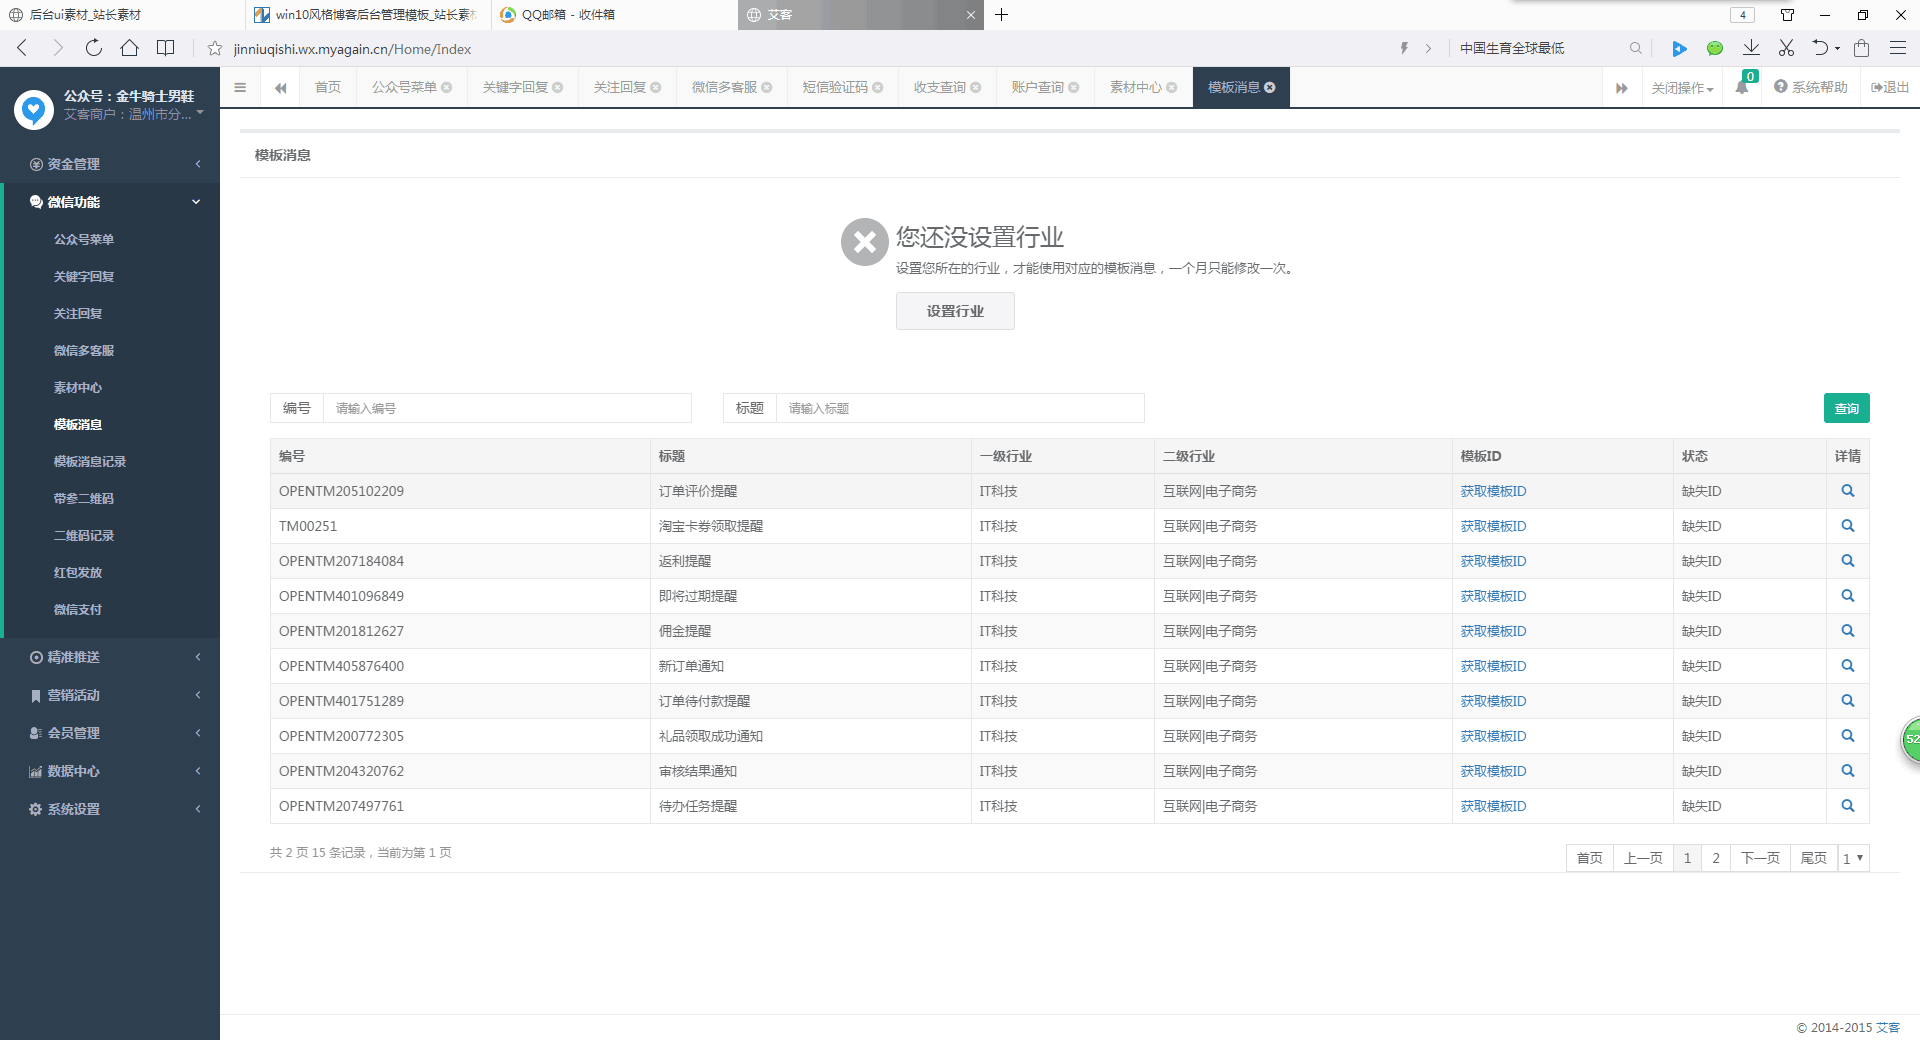 后台ui素材_站长素材
win10风格博客后台管理模板_站长素材
QQ邮箱 - 收件箱
艾客
4
jinniuqishi.wx.myagain.cn/Home/Index
中国生育全球最低
公众号：金牛骑士男鞋
艾客商户：温州市分...
首页
公众号菜单
关键字回复
关注回复
微信多客服
短信验证码
收支查询
账户查询
素材中心
模板消息
关闭操作
0
系统帮助
退出
资金管理
微信功能
公众号菜单
关键字回复
关注回复
微信多客服
素材中心
模板消息
模板消息记录
带参二维码
二维码记录
红包发放
微信支付
精准推送
营销活动
会员管理
数据中心
系统设置
模板消息
您还没设置行业
设置您所在的行业，才能使用对应的模板消息，一个月只能修改一次。
设置行业
编号 请输入编号 标题 请输入标题 查询
编号 标题 一级行业 二级行业 模板ID 状态 详情
OPENTM205102209 订单评价提醒 IT科技 互联网|电子商务 获取模板ID 缺失ID
TM00251 淘宝卡券领取提醒 IT科技 互联网|电子商务 获取模板ID 缺失ID
OPENTM207184084 返利提醒 IT科技 互联网|电子商务 获取模板ID 缺失ID
OPENTM401096849 即将过期提醒 IT科技 互联网|电子商务 获取模板ID 缺失ID
OPENTM201812627 佣金提醒 IT科技 互联网|电子商务 获取模板ID 缺失ID
OPENTM405876400 新订单通知 IT科技 互联网|电子商务 获取模板ID 缺失ID
OPENTM401751289 订单待付款提醒 IT科技 互联网|电子商务 获取模板ID 缺失ID
OPENTM200772305 礼品领取成功通知 IT科技 互联网|电子商务 获取模板ID 缺失ID
OPENTM204320762 审核结果通知 IT科技 互联网|电子商务 获取模板ID 缺失ID
OPENTM207497761 待办任务提醒 IT科技 互联网|电子商务 获取模板ID 缺失ID
共 2 页 15 条记录，当前为第 1 页
首页 上一页 1 2 下一页 尾页 1
52
© 2014-2015 艾客